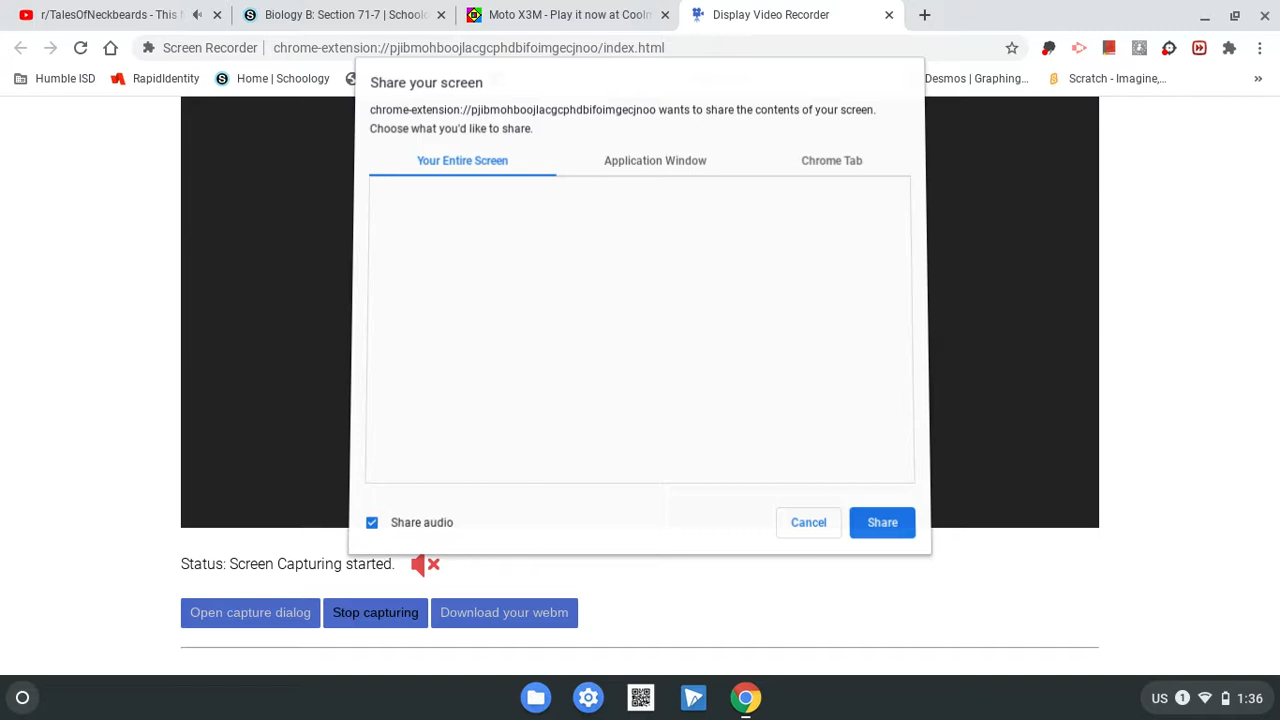 r/TalesOfNeckbeards - This
Biology B: Section 71-7 | Schoolo
Moto X3M - Play it now at Coolm
Display Video Recorder
Screen Recorder | chrome-extension://pjibmohboojlacgcphdbifoimgecjnoo/index.html
Humble ISD
RapidIdentity
Home | Schoology
Desmos | Graphing...
Scratch - Imagine,...
Share your screen
chrome-extension://pjibmohboojlacgcphdbifoimgecjnoo wants to share the contents of your screen.
Choose what you'd like to share.
Your Entire Screen
Application Window
Chrome Tab
Share audio
Cancel
Share
Status: Screen Capturing started.
Open capture dialog
Stop capturing
Download your webm
US 1 1:36